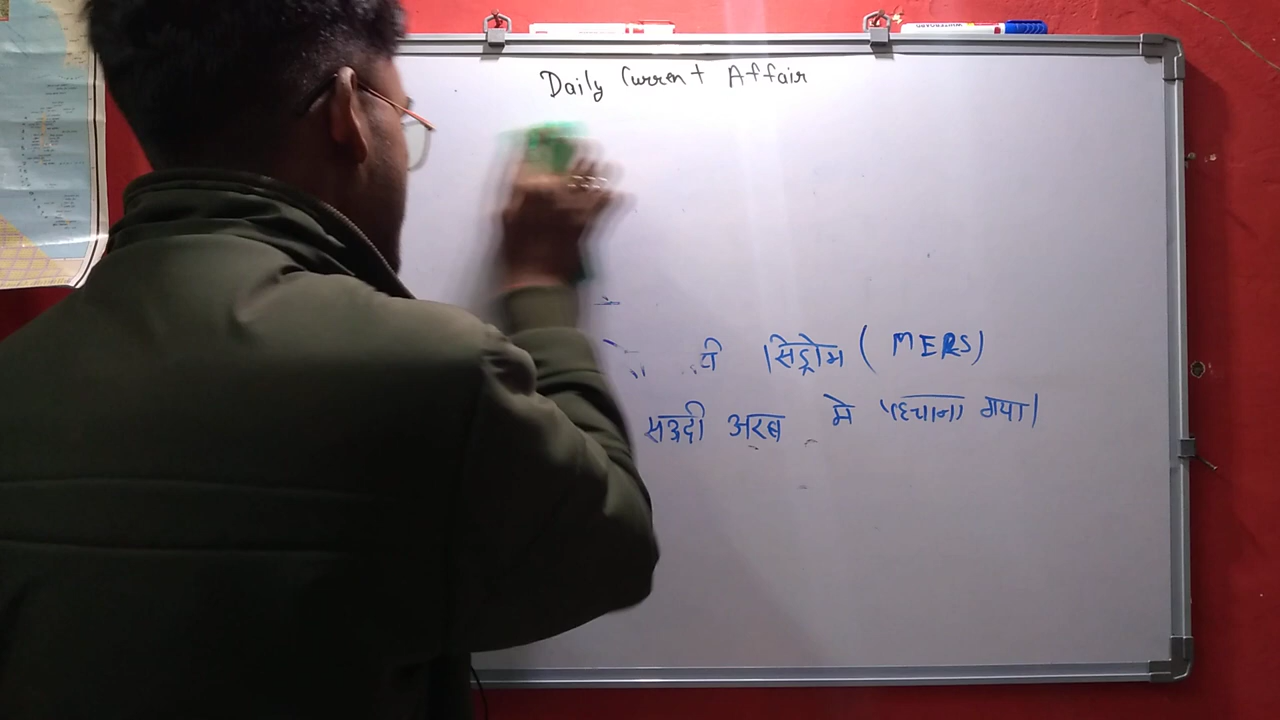 Daily Current Affair
सिंड्रोम ( MERS )
सऊदी अरब में पहचाना गया।